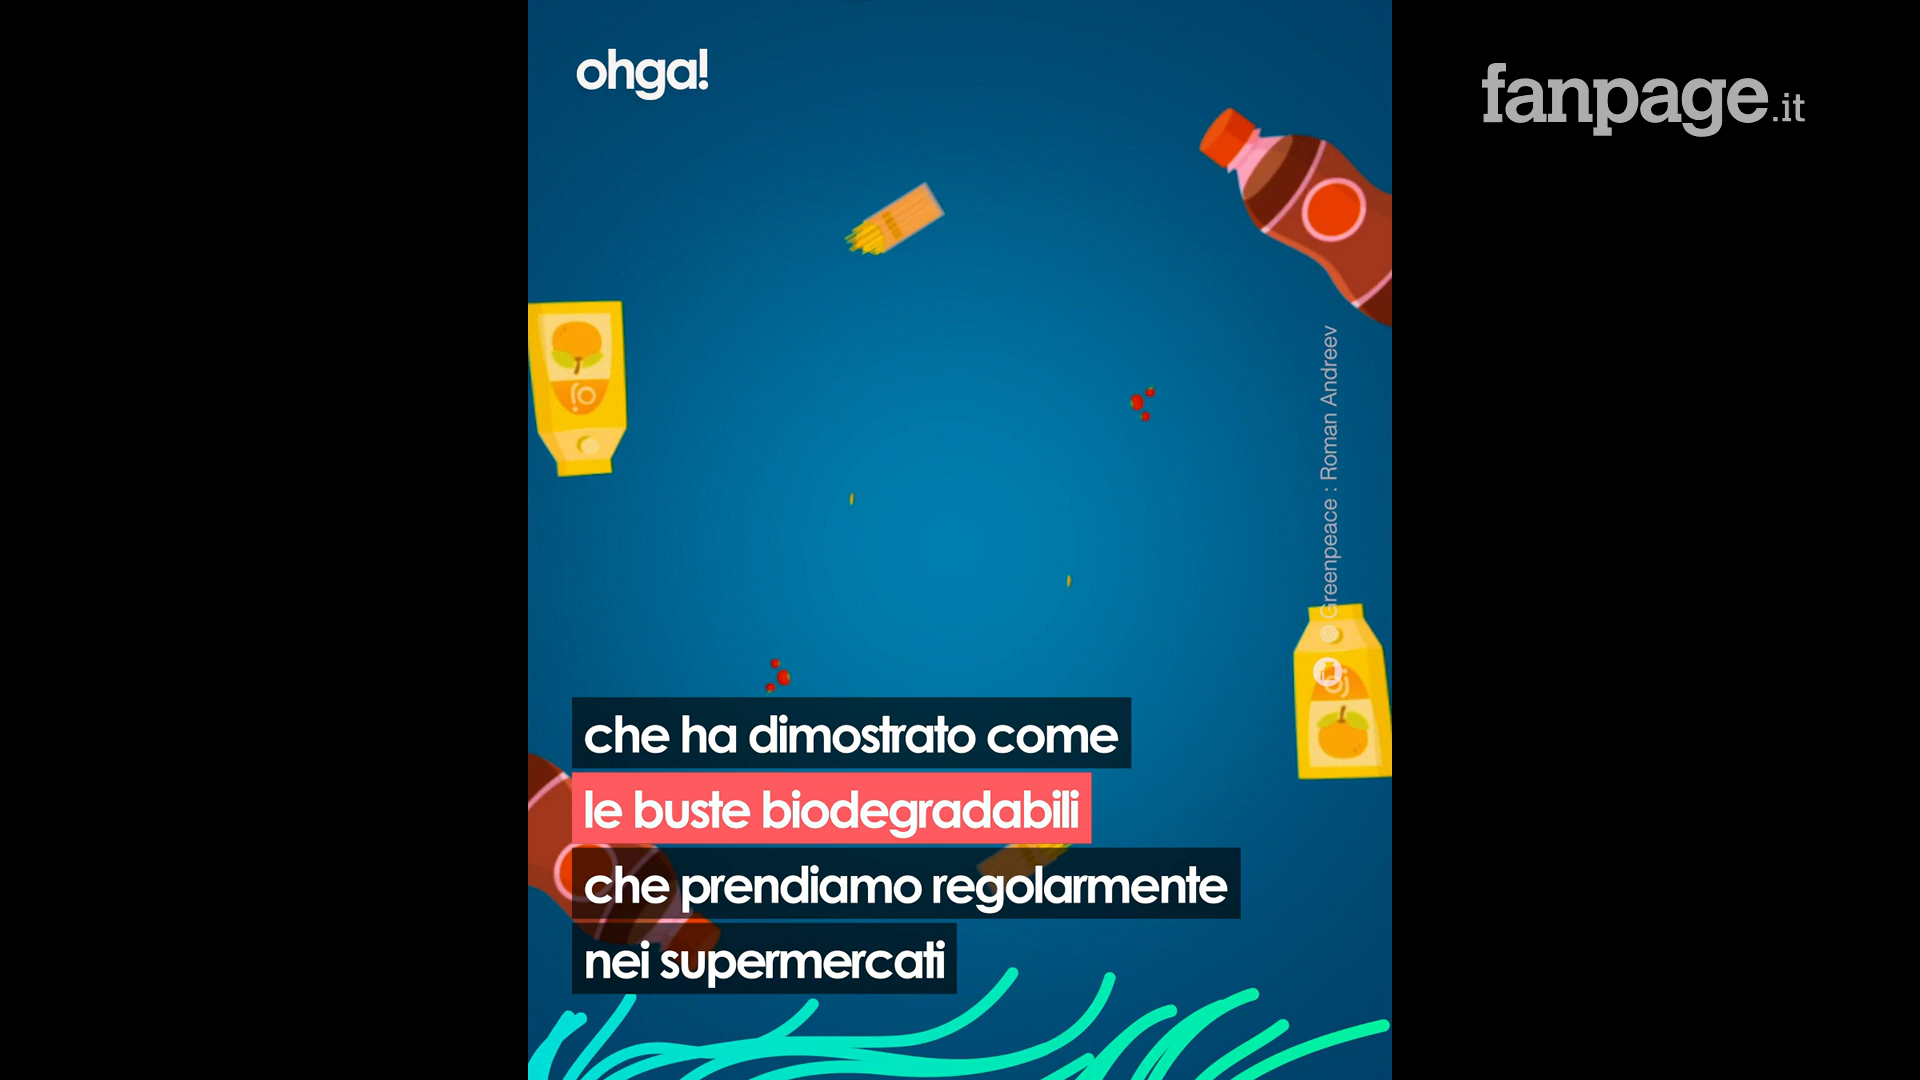 ohga!
fanpage.it
© Greenpeace : Roman Andreev
che ha dimostrato come
le buste biodegradabili
che prendiamo regolarmente
nei supermercati